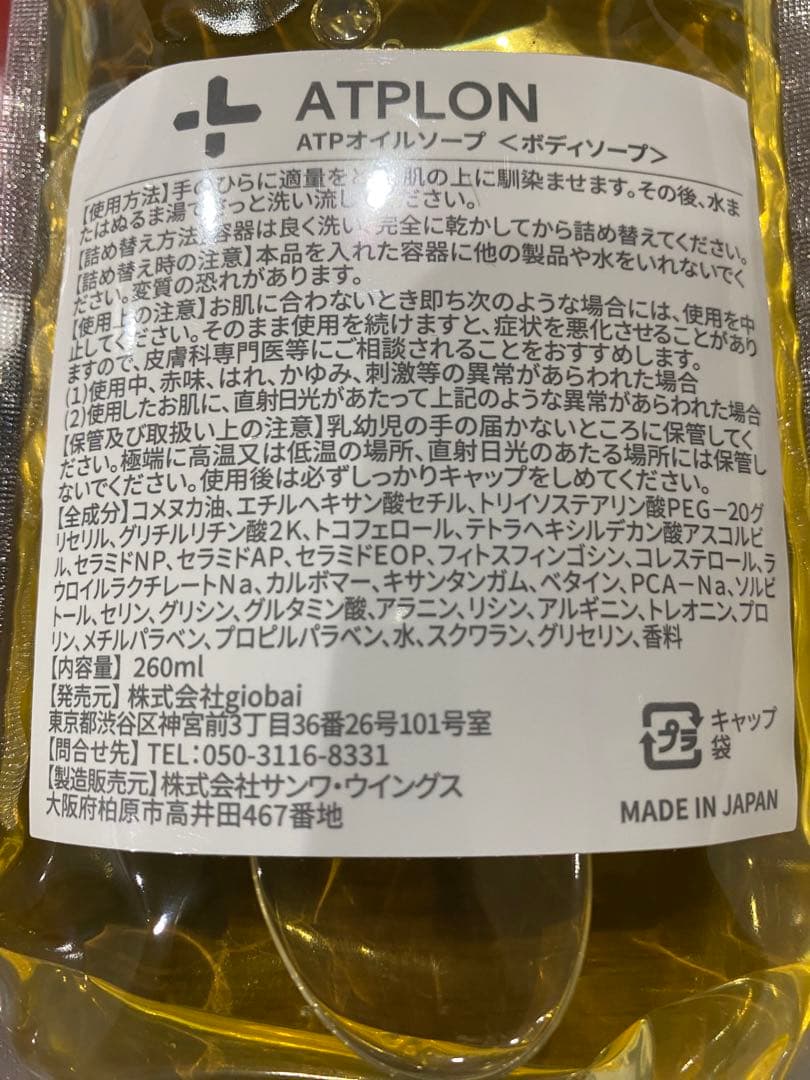 ATPLON
ATPオイルソープ <ボディソープ>
【使用方法】手のひらに適量をと 肌の上に馴染ませます。その後、水ま
たはぬるま湯で さっと洗い流し ください。
【詰め替え方法】容器は良く洗い 完全に乾かしてから詰め替えてください。
【詰め替え時の注意】本品を入れた容器に他の製品や水をいれないでく
ださい。変質の恐れがあります。
【使用上の注意】お肌に合わないとき即ち次のような場合には、使用を中
止してください。そのまま使用を続けますと、症状を悪化させることがあり
ますので、皮膚科専門医等にご相談されることをおすすめします。
(1)使用中、赤味、はれ、かゆみ、刺激等の異常があらわれた場合
(2)使用したお肌に、直射日光があたって上記のような異常があらわれた場合
【保管及び取扱い上の注意】乳幼児の手の届かないところに保管してく
ださい。極端に高温又は低温の場所、直射日光のあたる場所には保管し
ないでください。使用後は必ずしっかりキャップをしめてください。
【全成分】コメヌカ油、エチルヘキサン酸セチル、トリイソステアリン酸PEG-20グ
リセリル、グリチルリチン酸2K、トコフェロール、テトラヘキシルデカン酸アスコルビ
ル、セラミドNP、セラミドAP、セラミドEOP、フィトスフィンゴシン、コレステロール、ラ
ウロイルラクチレートNa、カルボマー、キサンタンガム、ベタイン、PCA-Na、ソルビ
トール、セリン、グリシン、グルタミン酸、アラニン、リシン、アルギニン、トレオニン、プロ
リン、メチルパラベン、プロピルパラベン、水、スクワラン、グリセリン、香料
【内容量】260ml
【発売元】株式会社giobai
東京都渋谷区神宮前3丁目36番26号101号室
【問合せ先】TEL:050-3116-8331
【製造販売元】株式会社サンワ・ウイングス
大阪府柏原市高井田467番地
プラ
キャップ
袋
MADE IN JAPAN